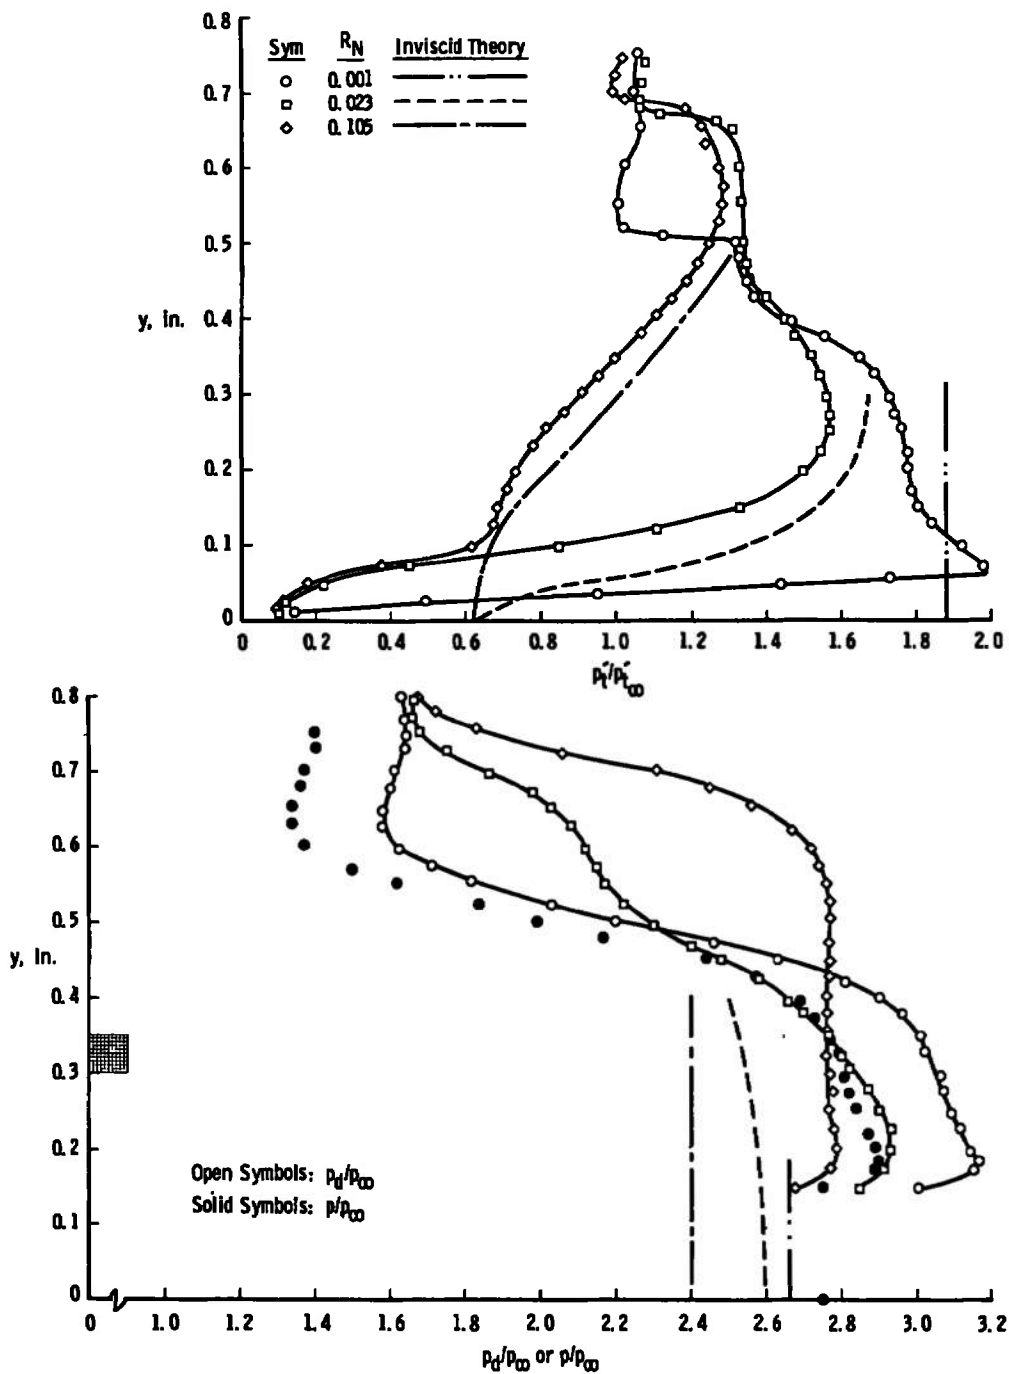 0.8
Sym R_N Inviscid Theory
0.001
0.023
0.105
0.7
0.6
0.5
y, in.
0.4
0.3
0.2
0.1
0
0 0.2 0.4 0.6 0.8 1.0 1.2 1.4 1.6 1.8 2.0
p_t′/p_t∞′
0.8
0.7
0.6
0.5
y, in.
0.4
0.3
0.2
Open Symbols: p_d/p_∞
Solid Symbols: p/p_∞
0.1
0
0 1.0 1.2 1.4 1.6 1.8 2.0 2.2 2.4 2.6 2.8 3.0 3.2
p_d/p_∞ or p/p_∞